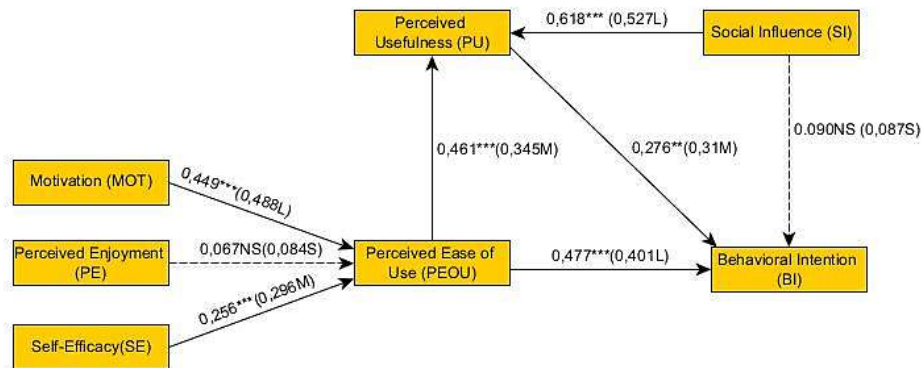 Perceived
Usefulness (PU)
0,618*** (0,527L)
Social Influence (SI)
0.090NS (0,087S)
0,461***(0,345M)
0,276**(0,31M)
Motivation (MOT)
0,449***(0,488L)
Perceived Enjoyment
(PE)
0,067NS(0,084S)
Perceived Ease of
Use (PEOU)
0,477***(0,401L)
Behavioral Intention
(BI)
0,256***(0,296M)
Self-Efficacy(SE)